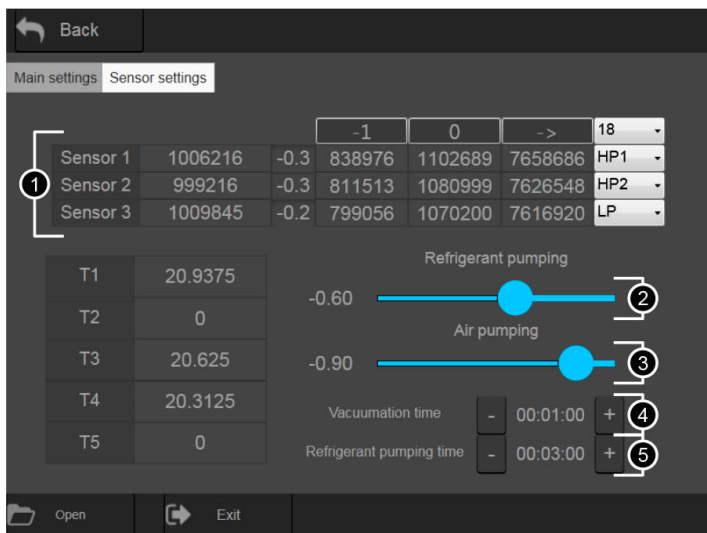 Back
Main settings Sensor settings
-1 0 -> 18
1 Sensor 1 1006216 -0.3 838976 1102689 7658686 HP1
Sensor 2 999216 -0.3 811513 1080999 7626548 HP2
Sensor 3 1009845 -0.2 799056 1070200 7616920 LP
Refrigerant pumping
T1 20.9375
-0.60 2
T2 0
Air pumping
T3 20.625 -0.90 3
T4 20.3125
Vacuumation time - 00:01:00 + 4
T5 0
Refrigerant pumping time - 00:03:00 + 5
Open Exit